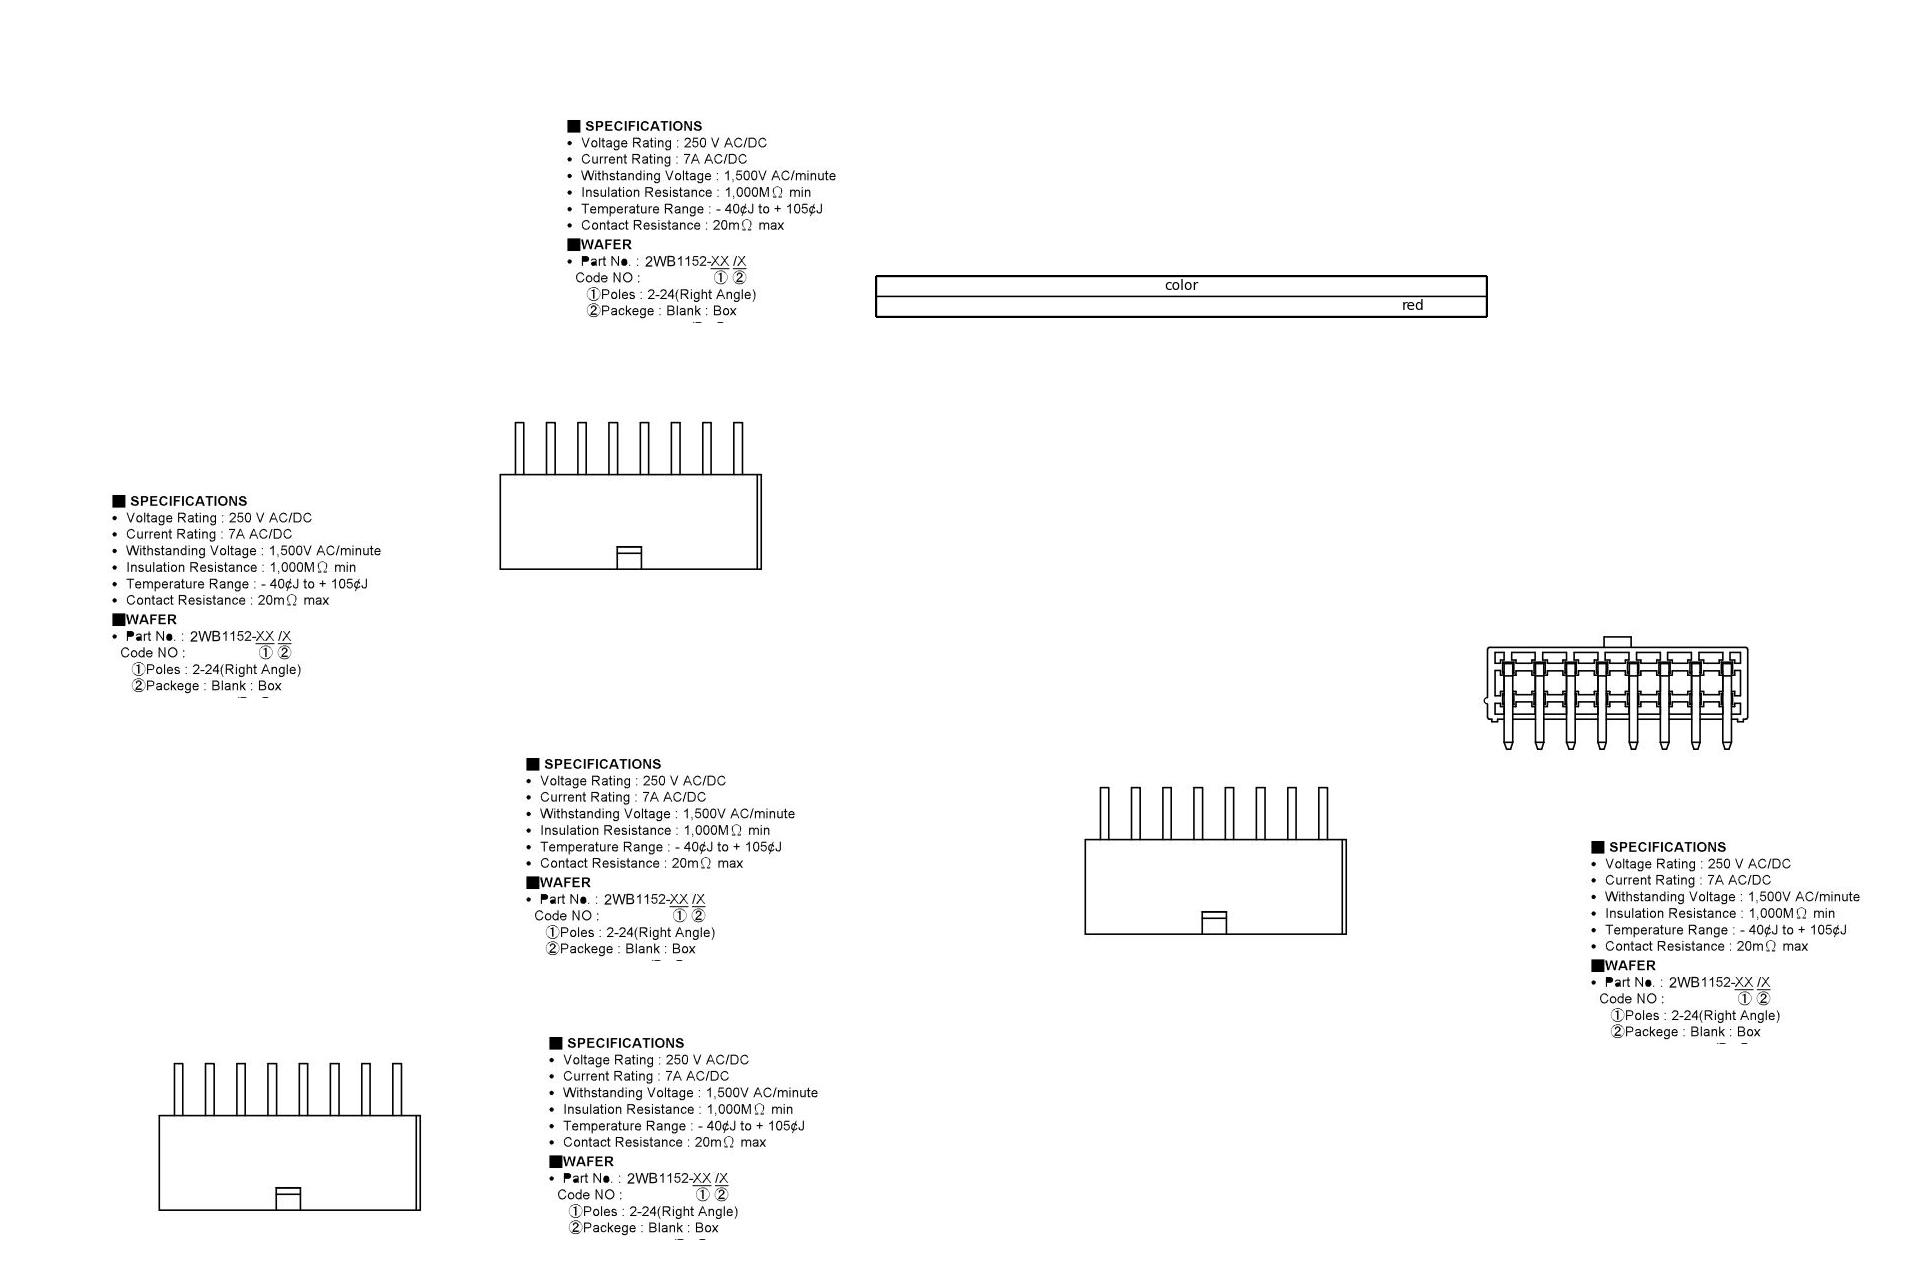 ■ SPECIFICATIONS
• Voltage Rating : 250 V AC/DC
• Current Rating : 7A AC/DC
• Withstanding Voltage : 1,500V AC/minute
• Insulation Resistance : 1,000MΩ min
• Temperature Range : - 40¢J to + 105¢J
• Contact Resistance : 20mΩ max
■WAFER
• Part No. : 2WB1152-XX /X
Code NO : ① ②
①Poles : 2-24(Right Angle)
②Packege : Blank : Box
color
red
■ SPECIFICATIONS
• Voltage Rating : 250 V AC/DC
• Current Rating : 7A AC/DC
• Withstanding Voltage : 1,500V AC/minute
• Insulation Resistance : 1,000MΩ min
• Temperature Range : - 40¢J to + 105¢J
• Contact Resistance : 20mΩ max
■WAFER
• Part No. : 2WB1152-XX /X
Code NO : ① ②
①Poles : 2-24(Right Angle)
②Packege : Blank : Box
■ SPECIFICATIONS
• Voltage Rating : 250 V AC/DC
• Current Rating : 7A AC/DC
• Withstanding Voltage : 1,500V AC/minute
• Insulation Resistance : 1,000MΩ min
• Temperature Range : - 40¢J to + 105¢J
• Contact Resistance : 20mΩ max
■WAFER
• Part No. : 2WB1152-XX /X
Code NO : ① ②
①Poles : 2-24(Right Angle)
②Packege : Blank : Box
■ SPECIFICATIONS
• Voltage Rating : 250 V AC/DC
• Current Rating : 7A AC/DC
• Withstanding Voltage : 1,500V AC/minute
• Insulation Resistance : 1,000MΩ min
• Temperature Range : - 40¢J to + 105¢J
• Contact Resistance : 20mΩ max
■WAFER
• Part No. : 2WB1152-XX /X
Code NO : ① ②
①Poles : 2-24(Right Angle)
②Packege : Blank : Box
■ SPECIFICATIONS
• Voltage Rating : 250 V AC/DC
• Current Rating : 7A AC/DC
• Withstanding Voltage : 1,500V AC/minute
• Insulation Resistance : 1,000MΩ min
• Temperature Range : - 40¢J to + 105¢J
• Contact Resistance : 20mΩ max
■WAFER
• Part No. : 2WB1152-XX /X
Code NO : ① ②
①Poles : 2-24(Right Angle)
②Packege : Blank : Box